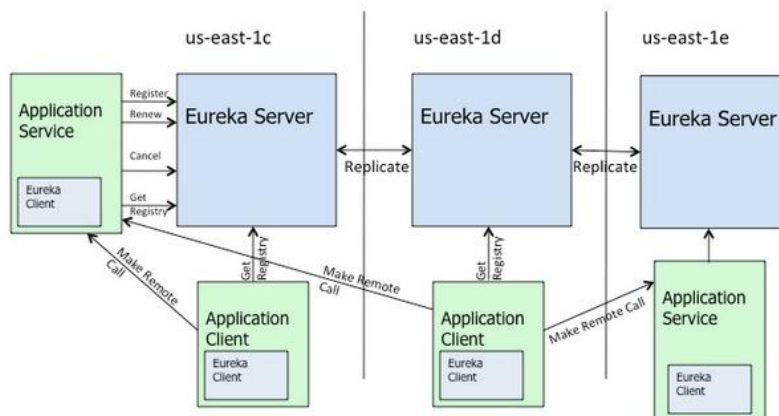 us-east-1c
us-east-1d
us-east-1e
Application
Service
Eureka
Client
Register
Renew
Cancel
Get
Registry
Eureka Server
Replicate
Eureka Server
Replicate
Eureka Server
Make Remote
Call
Get
Registry
Make Remote
Call
Get
Registry
Make Remote Call
Application
Client
Eureka
Client
Application
Client
Eureka
Client
Application
Service
Eureka
Client